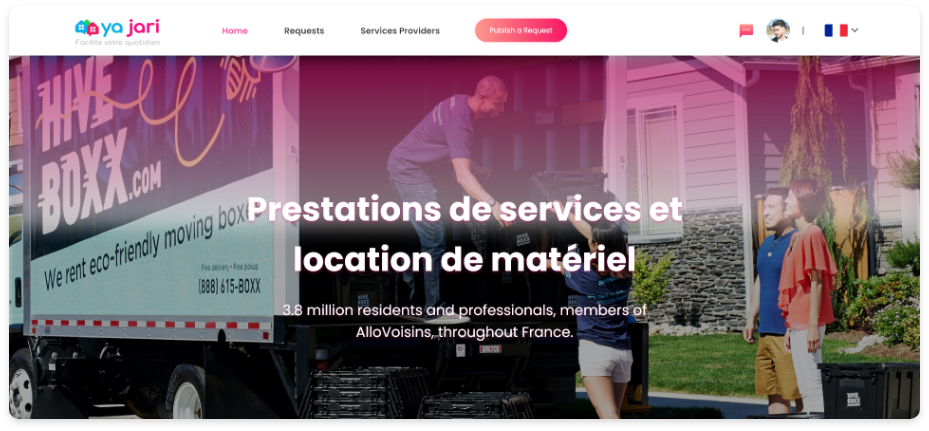 ya jari
Facilite votre quotidien
Home
Requests
Services Providers
Publish a Request
HIVE
BOXX.COM
We rent eco-friendly moving boxe
Free delivery • Free pickup
(888) 615-BOXX
Prestations de services et
location de matériel
3.8 million residents and professionals, members of
AlloVoisins, throughout France.